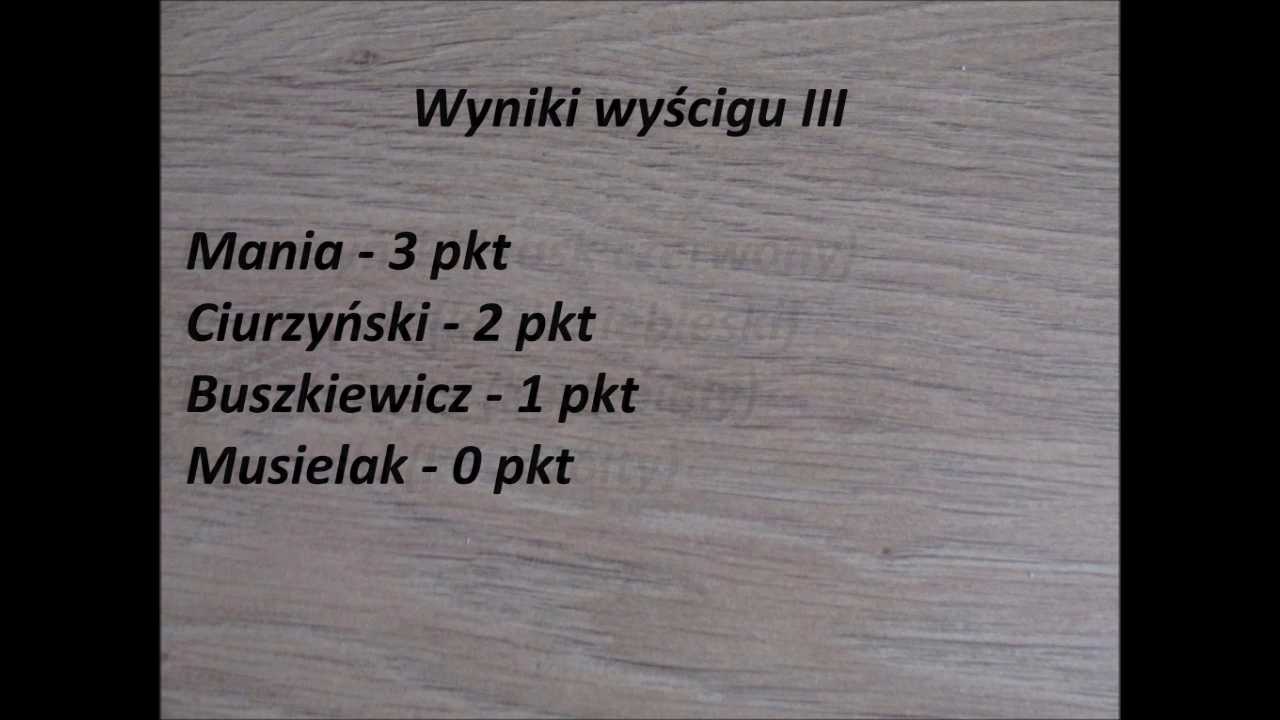 Wyniki wyścigu III
Mania - 3 pkt
Ciurzyński - 2 pkt
Buszkiewicz - 1 pkt
Musielak - 0 pkt